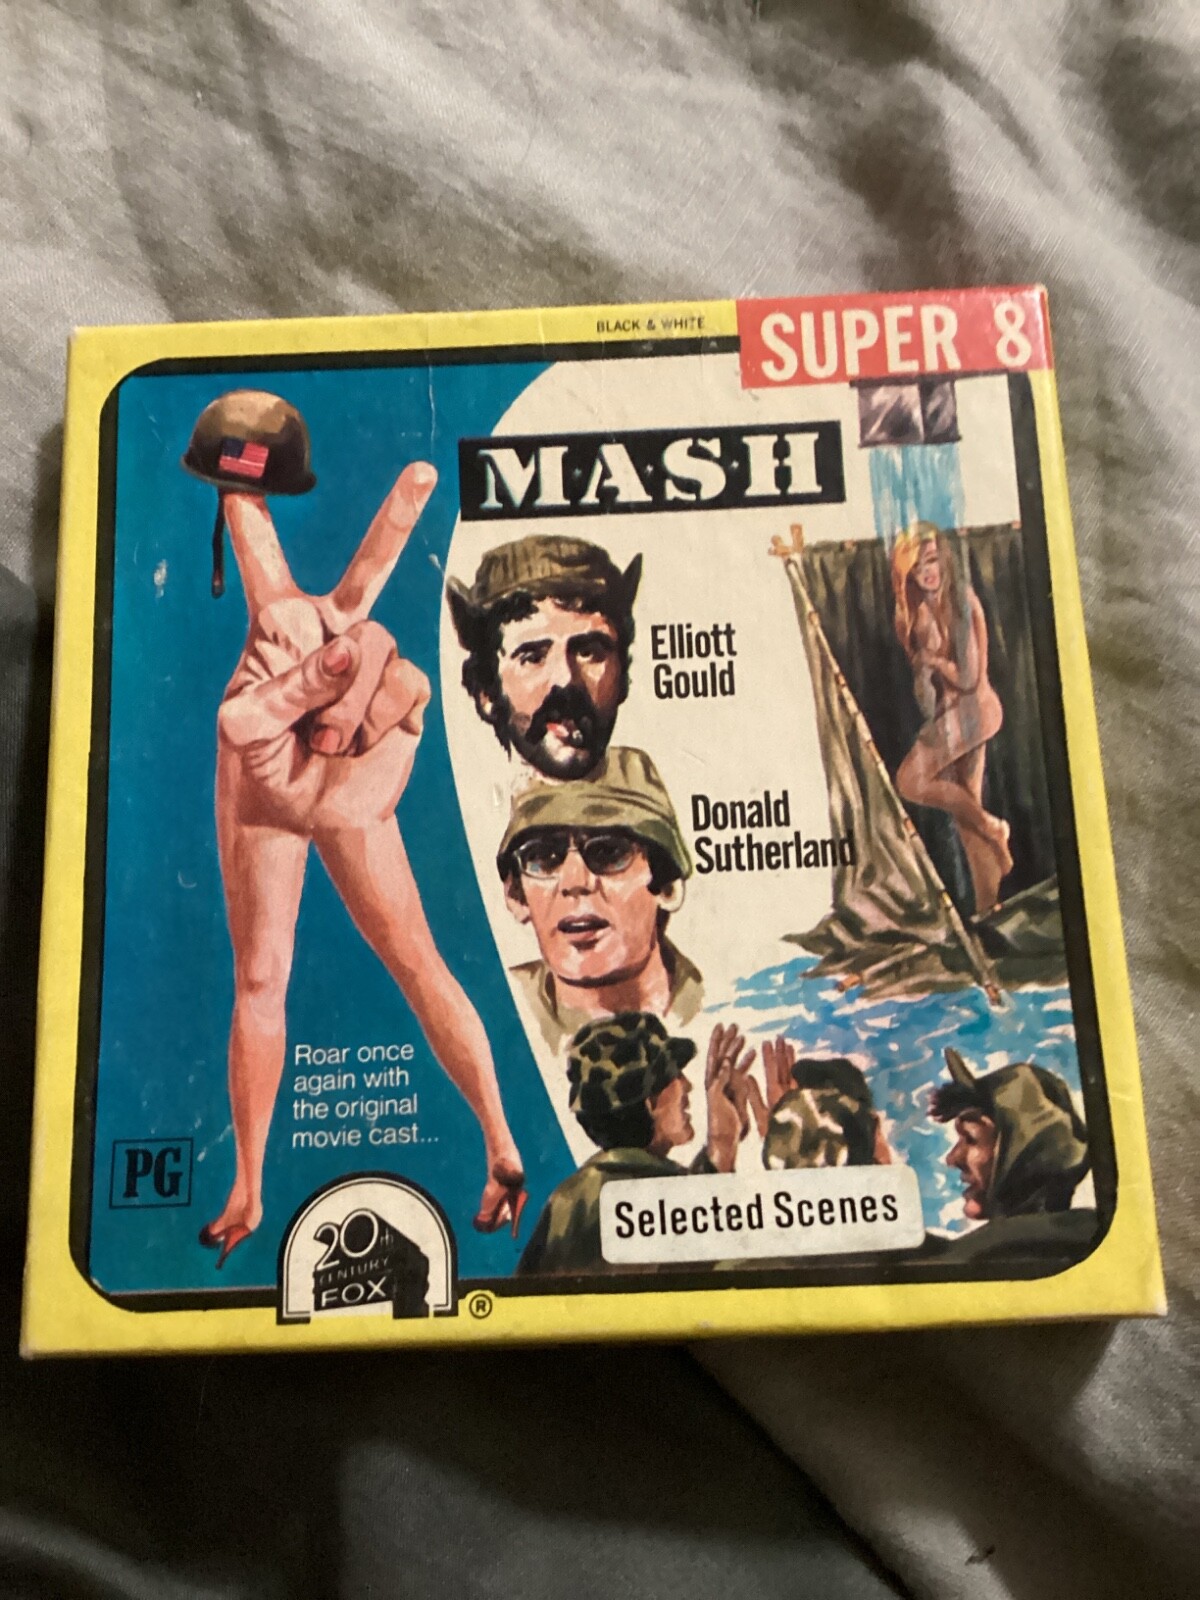 BLACK & WHITE
SUPER 8
M*A*S*H
Elliott
Gould
Donald
Sutherland
Roar once
again with
the original
movie cast...
PG
Selected Scenes
20th
CENTURY
FOX
®